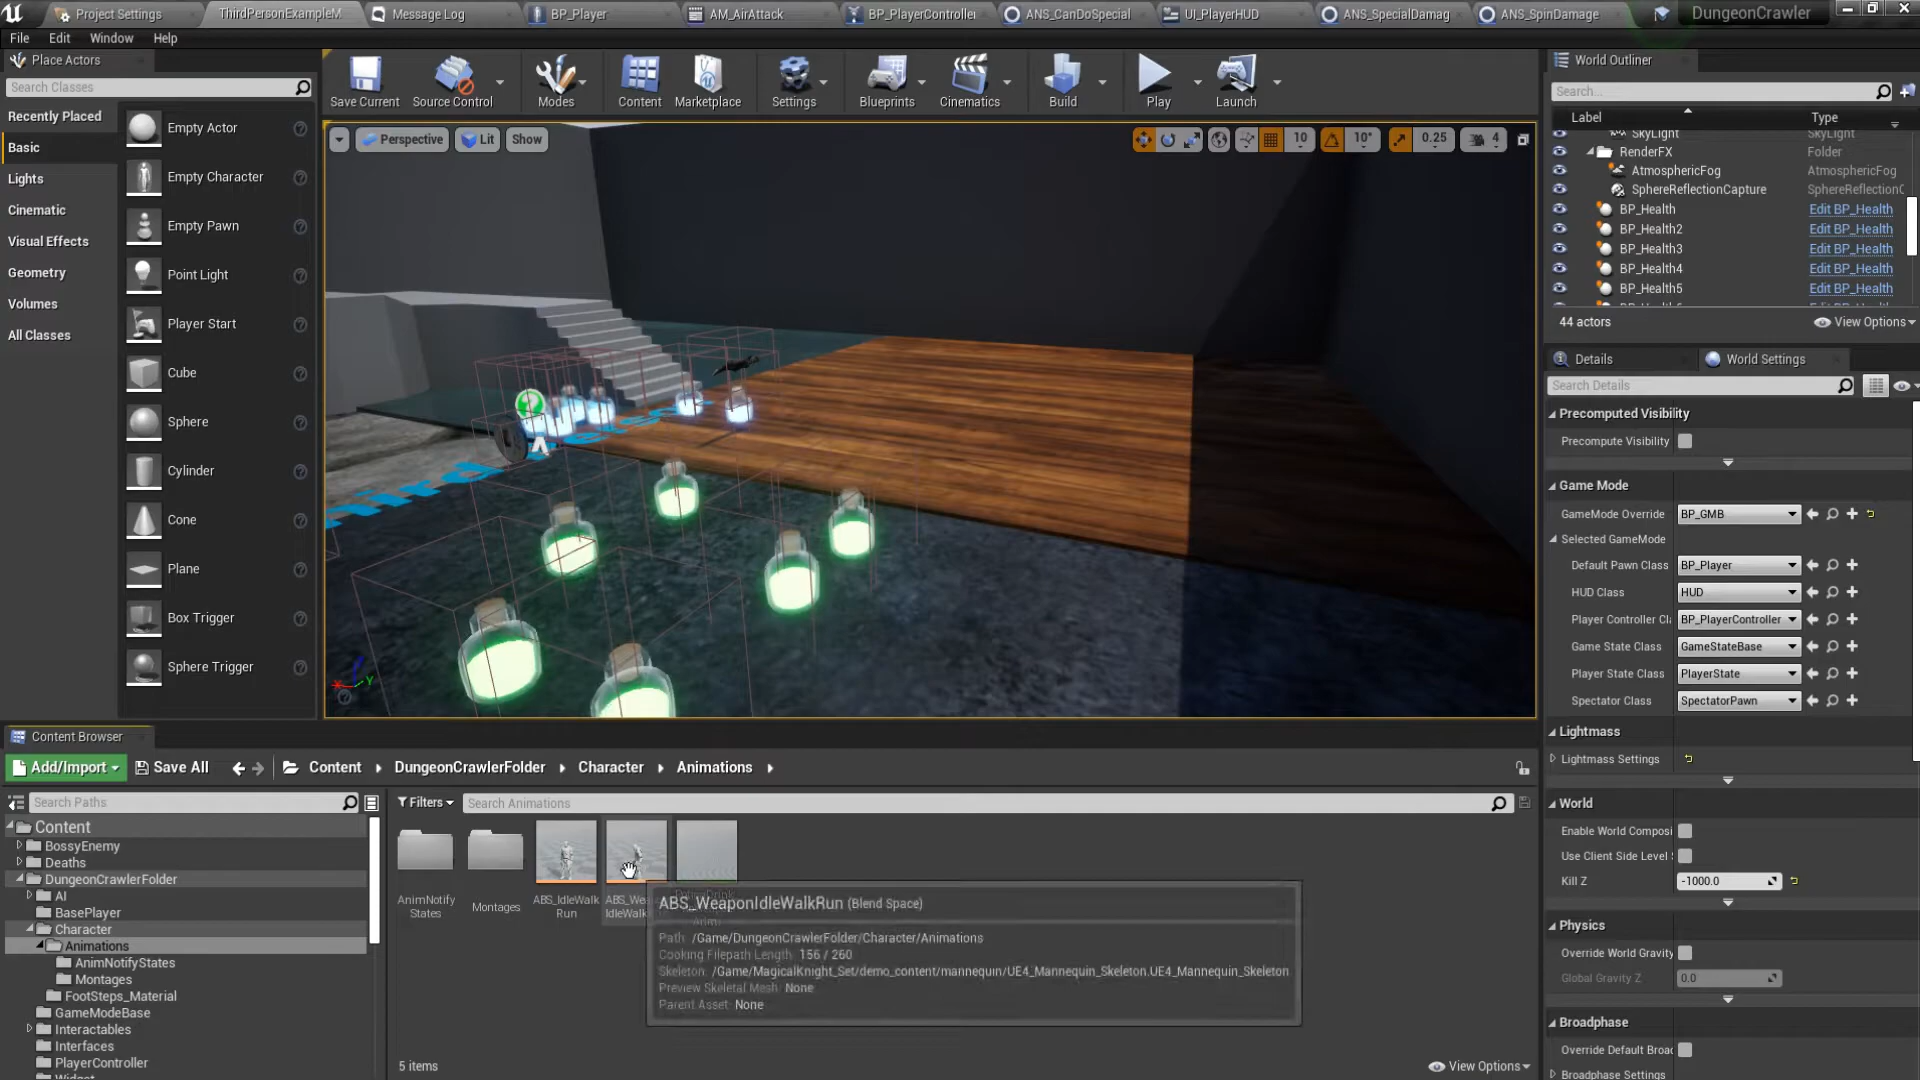 Project Settings
ThirdPersonExampleM
Message Log
BP_Player
AM_AirAttack
BP_PlayerController
ANS_CanDoSpecial
UI_PlayerHUD
ANS_SpecialDamag
ANS_SpinDamage
DungeonCrawler
File
Edit
Window
Help
Place Actors
Search Classes
Recently Placed
Basic
Lights
Cinematic
Visual Effects
Geometry
Volumes
All Classes
Empty Actor
Empty Character
Empty Pawn
Point Light
Player Start
Cube
Sphere
Cylinder
Cone
Plane
Box Trigger
Sphere Trigger
Save Current
Source Control
Modes
Content
Marketplace
Settings
Blueprints
Cinematics
Build
Play
Launch
Perspective
Lit
Show
10
10°
0.25
4
World Outliner
Search...
Label
Type
SkyLight
SkyLight
RenderFX
Folder
AtmosphericFog
AtmosphericFog
SphereReflectionCapture
SphereReflectionC
BP_Health
Edit BP_Health
BP_Health2
Edit BP_Health
BP_Health3
Edit BP_Health
BP_Health4
Edit BP_Health
BP_Health5
Edit BP_Health
44 actors
View Options
Details
World Settings
Search Details
Precomputed Visibility
Precompute Visibility
Game Mode
GameMode Override
BP_GMB
Selected GameMode
Default Pawn Class
BP_Player
HUD Class
HUD
Player Controller Cl
BP_PlayerController
Game State Class
GameStateBase
Player State Class
PlayerState
Spectator Class
SpectatorPawn
Lightmass
Lightmass Settings
World
Enable World Composi
Use Client Side Level
Kill Z
-1000.0
Physics
Override World Gravity
Global Gravity Z
0.0
Broadphase
Override Default Broac
Broadphase Settings
Content Browser
Add/Import
Save All
Content
DungeonCrawlerFolder
Character
Animations
Search Paths
Filters
Search Animations
Content
BossyEnemy
Deaths
DungeonCrawlerFolder
AI
BasePlayer
Character
Animations
AnimNotifyStates
Montages
FootSteps_Material
GameModeBase
Interactables
Interfaces
PlayerController
AnimNotify
States
Montages
ABS_IdleWalk
Run
ABS_Wea
IdleWalk
ABS_WeaponIdleWalkRun (Blend Space)
Path: /Game/DungeonCrawlerFolder/Character/Animations
Cooking Filepath Length: 156 / 260
Skeleton: /Game/MagicalKnight_Set/demo_content/mannequin/UE4_Mannequin_Skeleton.UE4_Mannequin_Skeleton
Preview Skeletal Mesh: None
Parent Asset: None
5 items
View Options